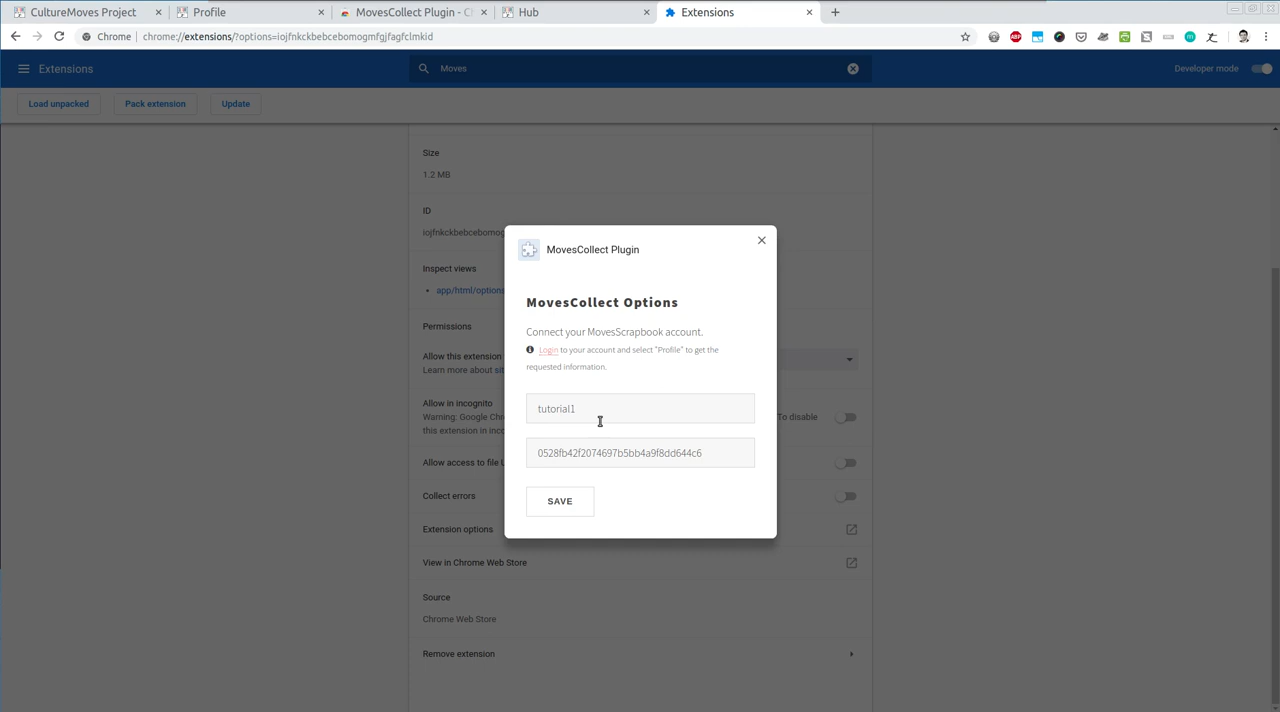 CultureMoves Project
Profile
MovesCollect Plugin - C
Hub
Extensions
Chrome
chrome://extensions/?options=iojfnkckbebcebomogmfgjfagfclmkid
Extensions
Moves
Developer mode
Load unpacked
Pack extension
Update
Size
1.2 MB
ID
iojfnkckbebcebomog
Inspect views
app/html/options
Permissions
Allow this extension
Learn more about
Allow in incognito
Warning: Google Chr
To disable
this extension in inco
Allow access to file
Collect errors
Extension options
View in Chrome Web Store
Source
Chrome Web Store
Remove extension
MovesCollect Plugin
MovesCollect Options
Connect your MovesScrapbook account.
Login to your account and select "Profile" to get the
requested information.
tutorial1
0528fb42f2074697b5bb4a9f8dd644c6
SAVE